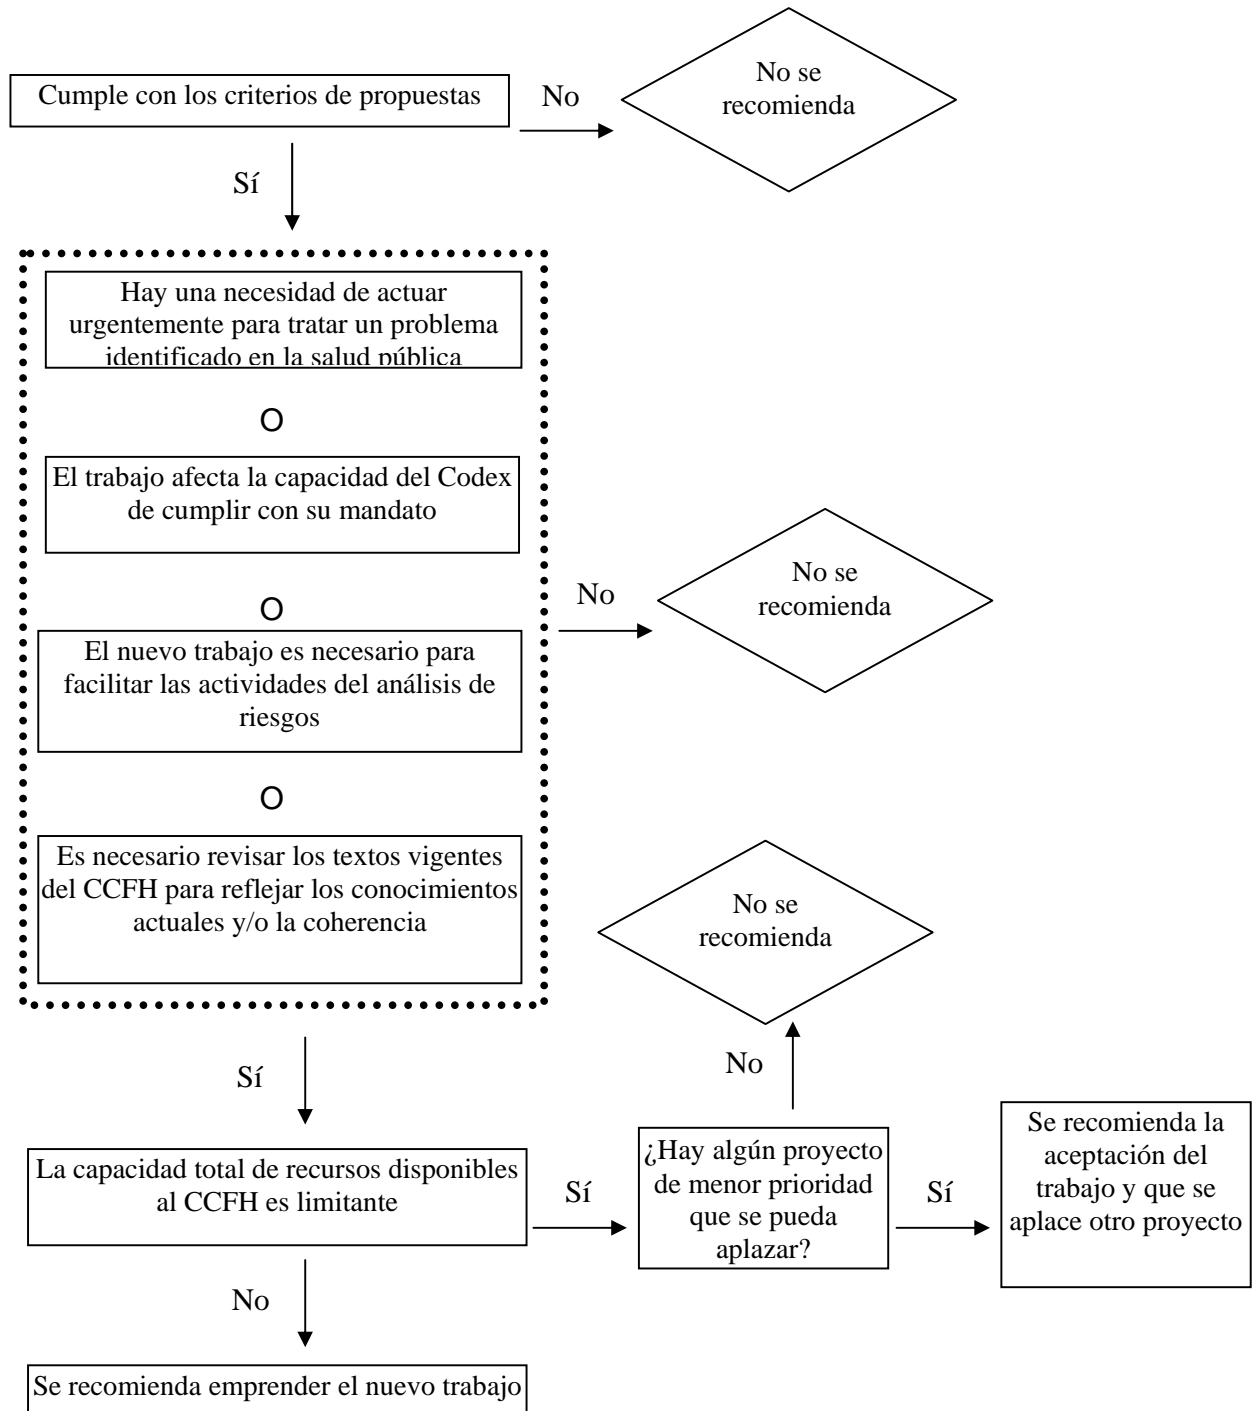 Cumple con los criterios de propuestas
No
No se
recomienda
Sí
Hay una necesidad de actuar
urgentemente para tratar un problema
identificado en la salud pública
O
El trabajo afecta la capacidad del Codex
de cumplir con su mandato
O
El nuevo trabajo es necesario para
facilitar las actividades del análisis de
riesgos
O
Es necesario revisar los textos vigentes
del CCFH para reflejar los conocimientos
actuales y/o la coherencia
No
No se
recomienda
Sí
La capacidad total de recursos disponibles
al CCFH es limitante
Sí
¿Hay algún proyecto
de menor prioridad
que se pueda
aplazar?
No
No se
recomienda
Sí
Se recomienda la
aceptación del
trabajo y que se
aplace otro proyecto
No
Se recomienda emprender el nuevo trabajo